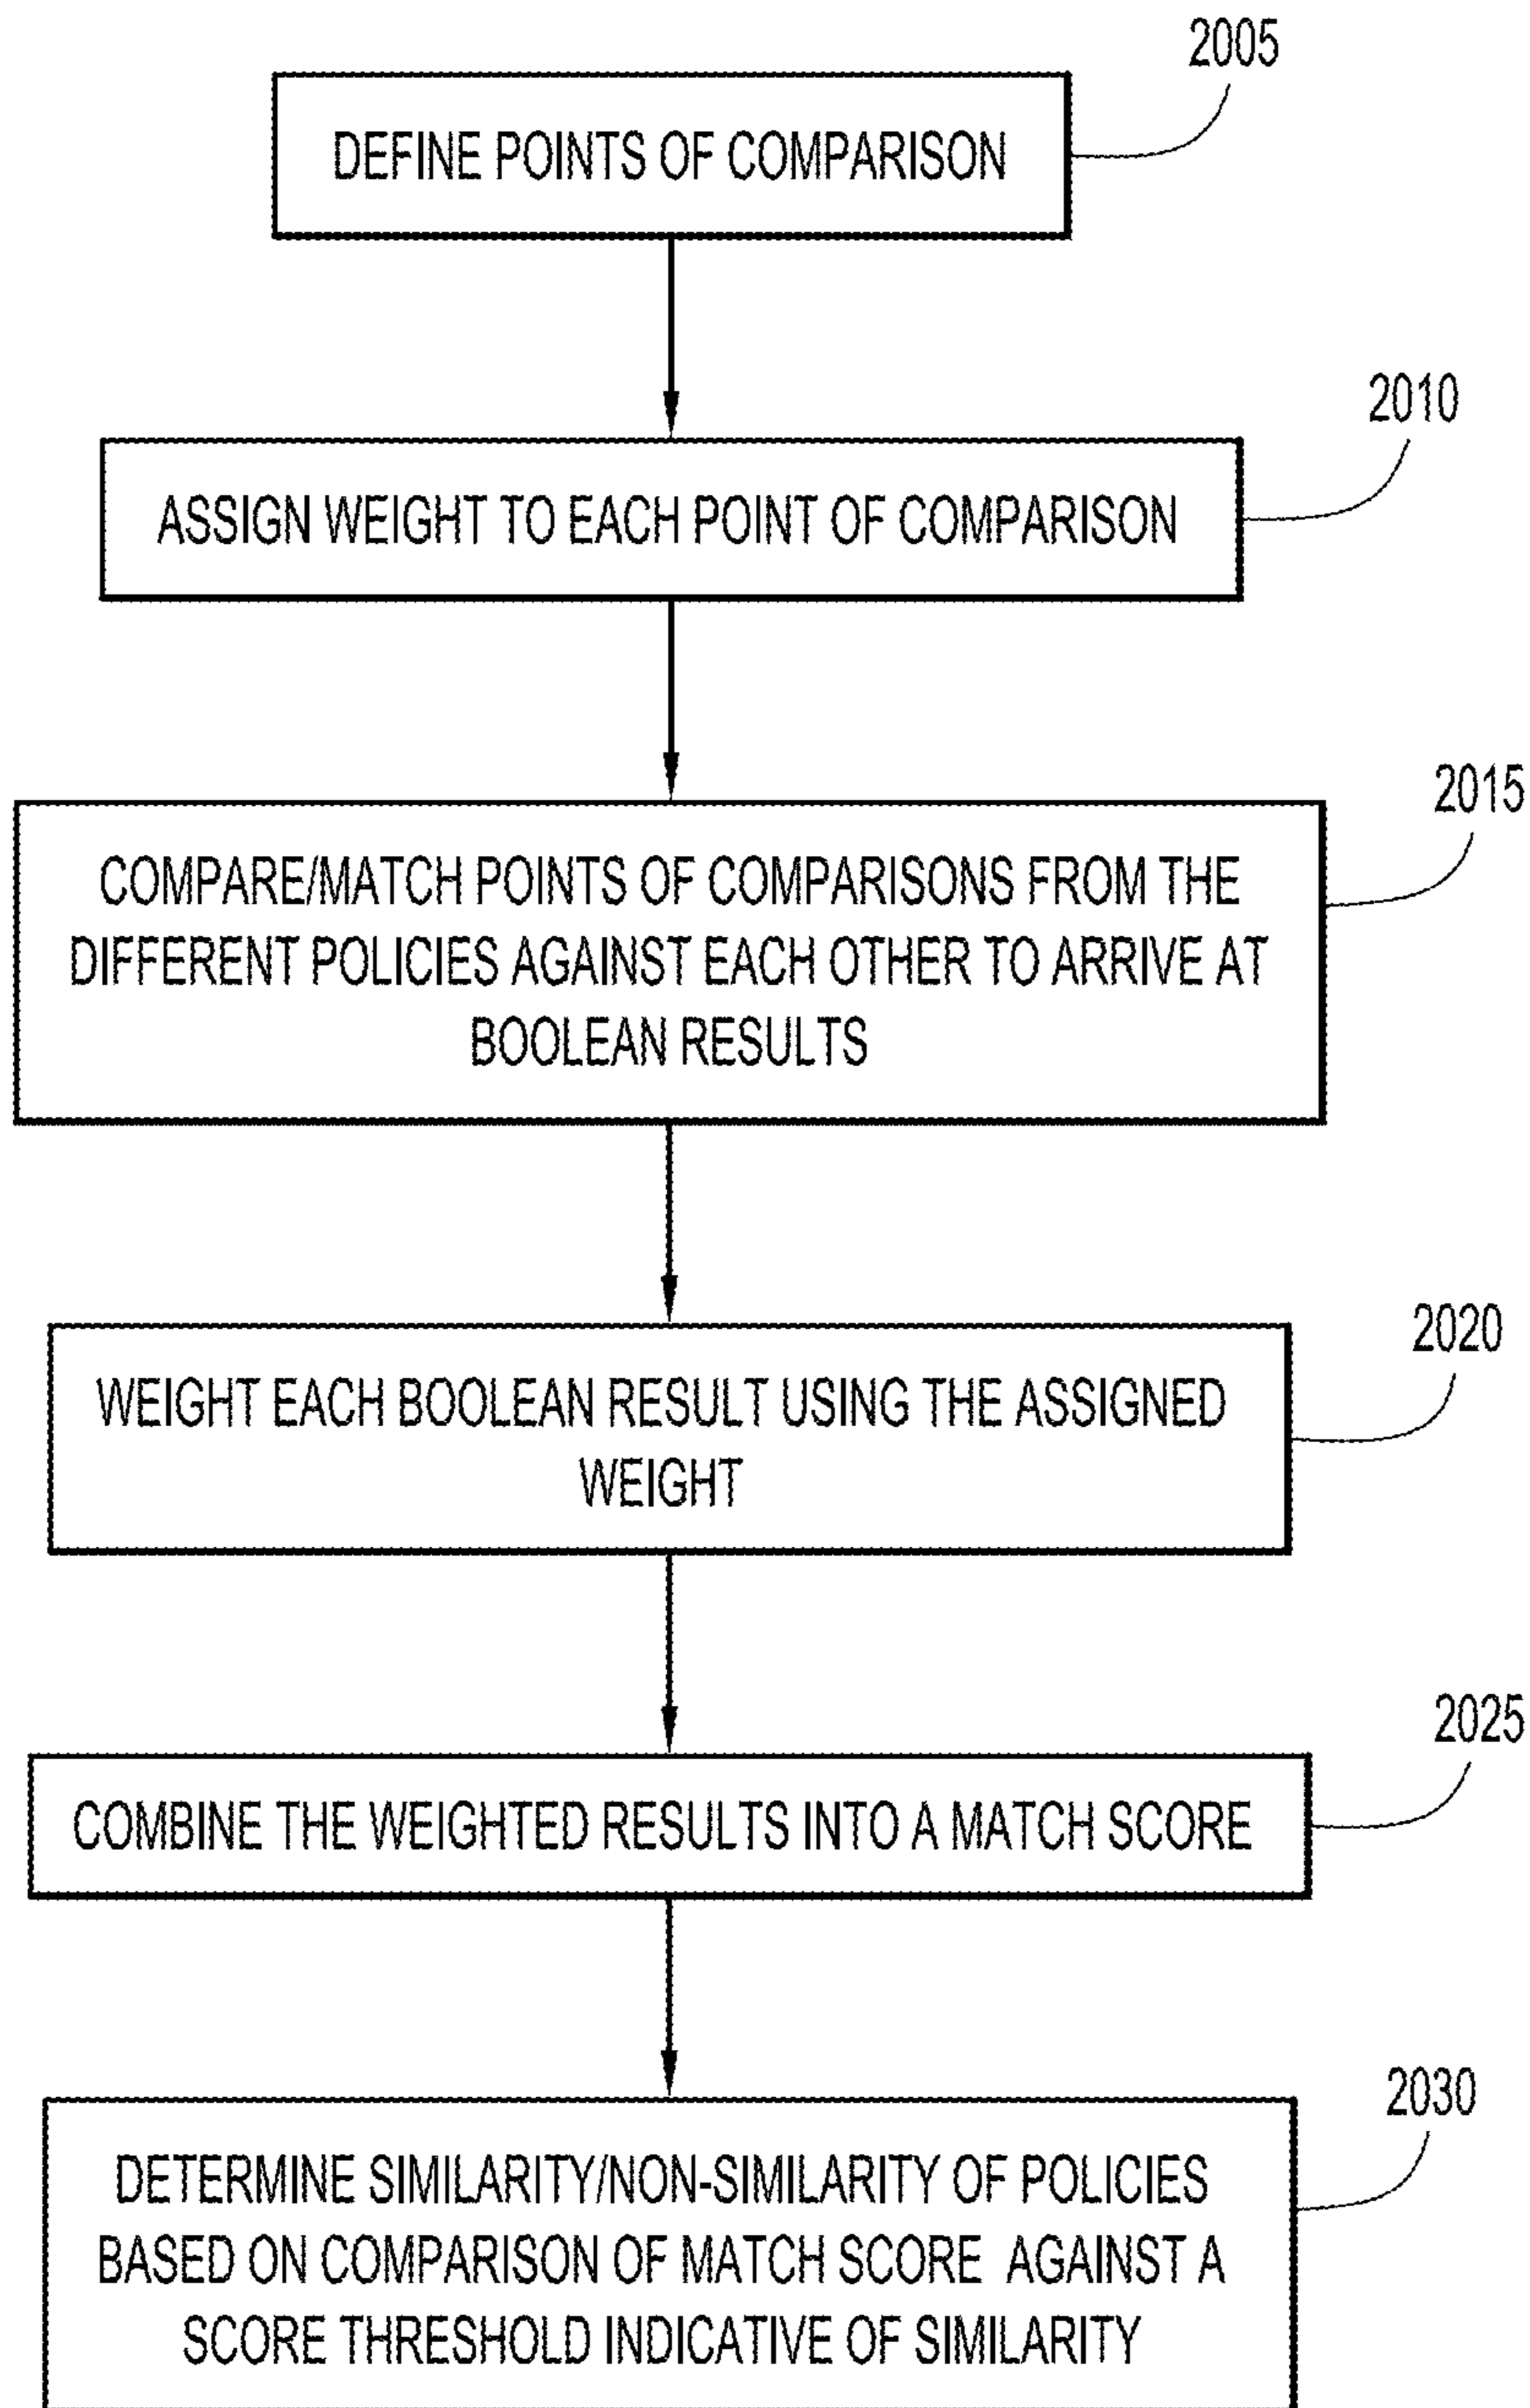 2005
DEFINE POINTS OF COMPARISON
2010
ASSIGN WEIGHT TO EACH POINT OF COMPARISON
2015
COMPARE/MATCH POINTS OF COMPARISONS FROM THE
DIFFERENT POLICIES AGAINST EACH OTHER TO ARRIVE AT
BOOLEAN RESULTS
2020
WEIGHT EACH BOOLEAN RESULT USING THE ASSIGNED
WEIGHT
2025
COMBINE THE WEIGHTED RESULTS INTO A MATCH SCORE
2030
DETERMINE SIMILARITY/NON-SIMILARITY OF POLICIES
BASED ON COMPARISON OF MATCH SCORE AGAINST A
SCORE THRESHOLD INDICATIVE OF SIMILARITY